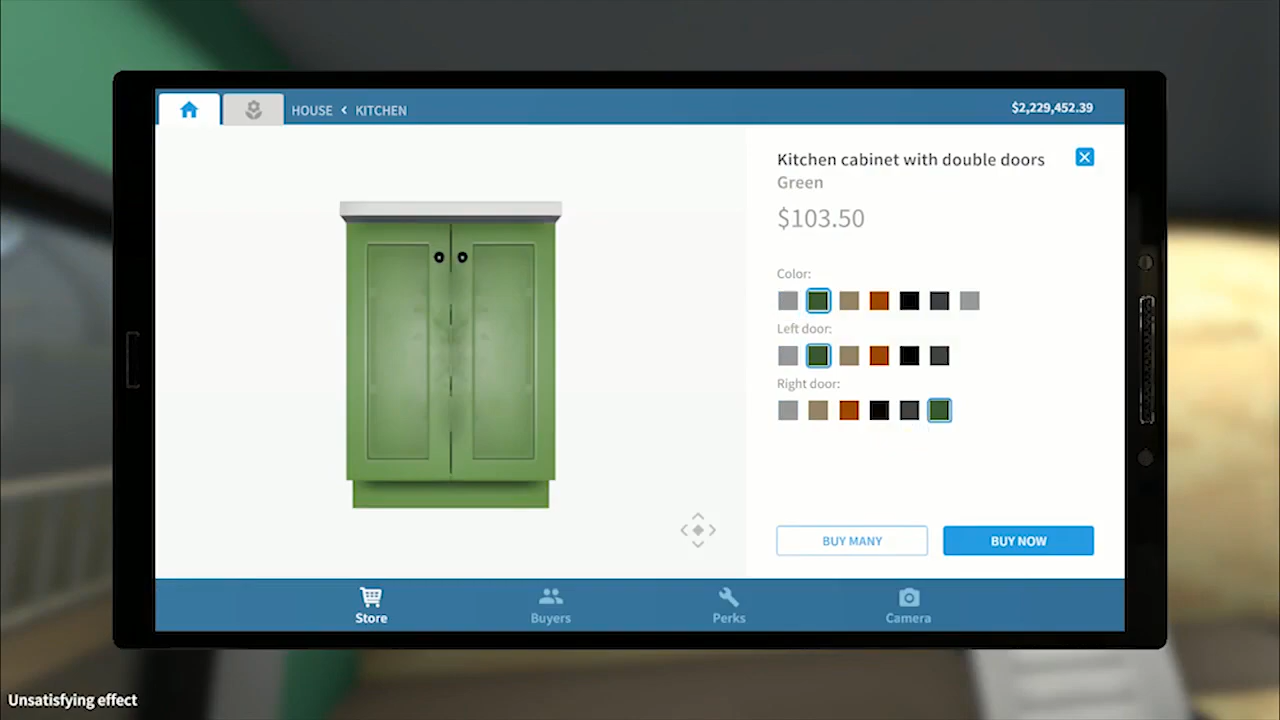 HOUSE < KITCHEN
$2,229,452.39
Kitchen cabinet with double doors
Green
$103.50
Color:
Left door:
Right door:
BUY MANY
BUY NOW
Store
Buyers
Perks
Camera
Unsatisfying effect